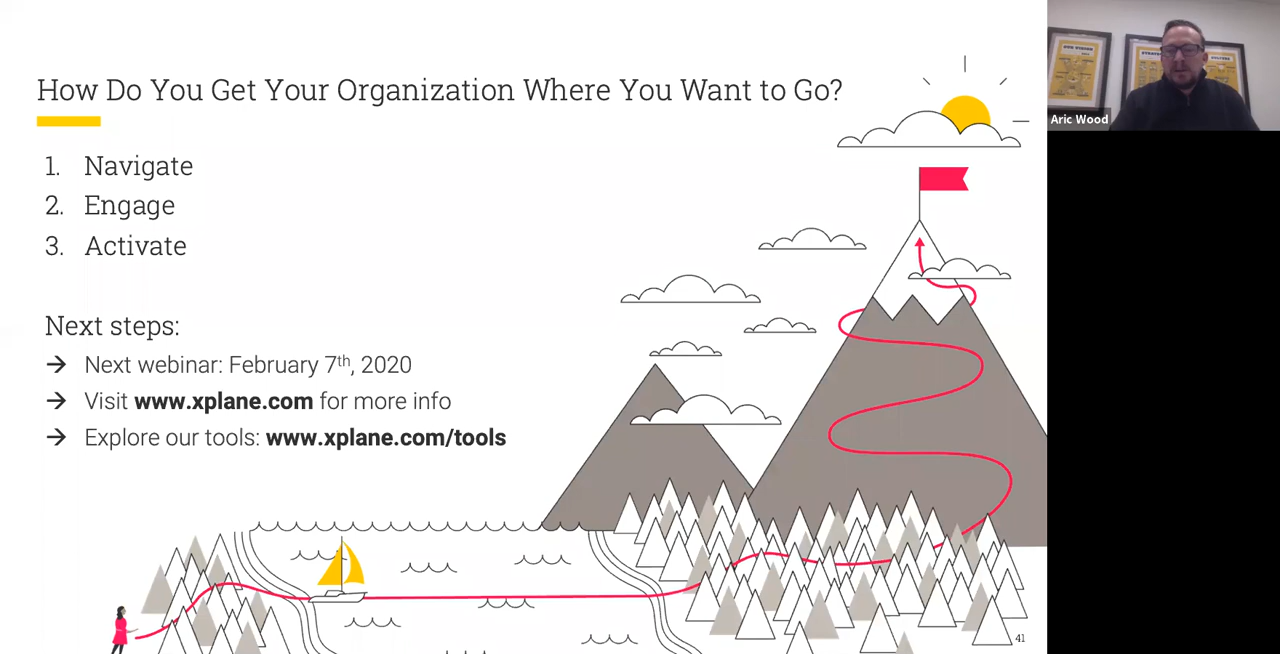 How Do You Get Your Organization Where You Want to Go?
1. Navigate
2. Engage
3. Activate
Next steps:
→ Next webinar: February 7th, 2020
→ Visit www.xplane.com for more info
→ Explore our tools: www.xplane.com/tools
41
OUR VISION
Aric Wood